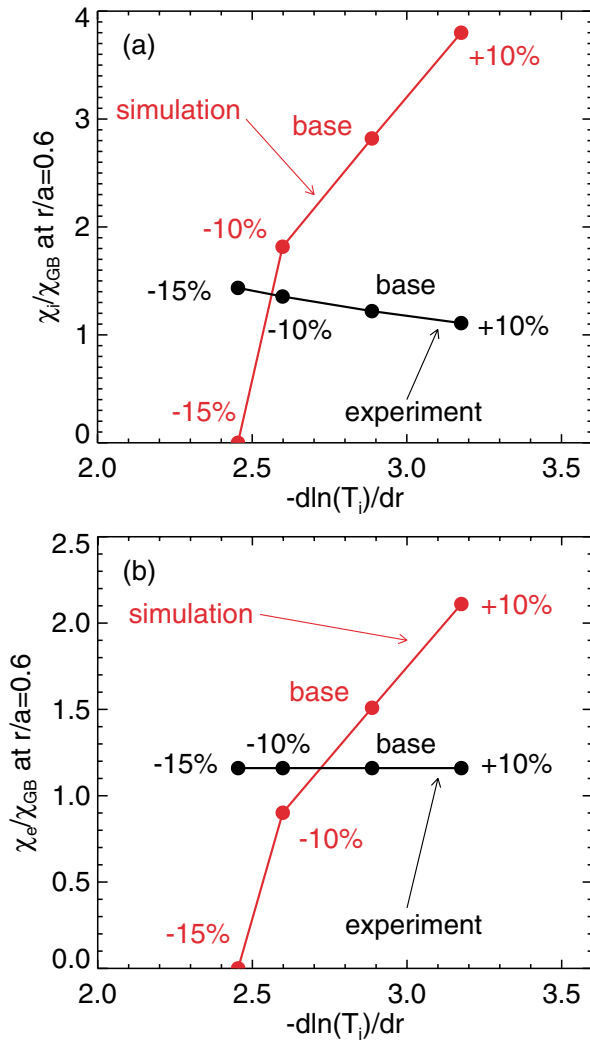 (a)
4
3
2
1
0
χi/χGB at r/a=0.6
simulation
base
+10%
-10%
-15%
base
-10%
+10%
-15%
experiment
2.0 2.5 3.0 3.5
-dln(Ti)/dr
(b)
2.5
2.0
1.5
1.0
0.5
0.0
χe/χGB at r/a=0.6
simulation
+10%
base
-10%
base
-15%
+10%
-10%
experiment
-15%
2.0 2.5 3.0 3.5
-dln(Ti)/dr